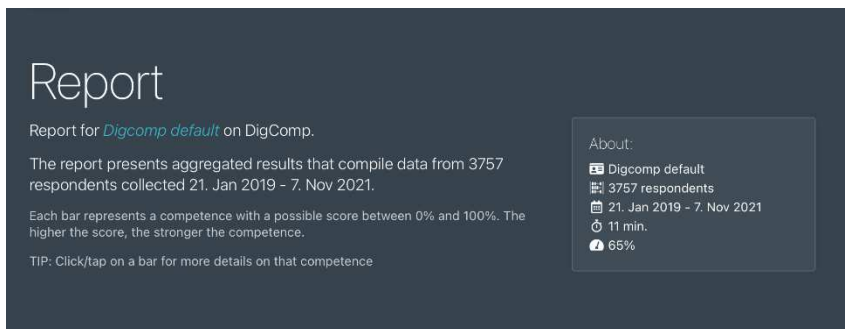 Report
Report for Digcomp default on DigComp.
The report presents aggregated results that compile data from 3757
respondents collected 21. Jan 2019 - 7. Nov 2021.
Each bar represents a competence with a possible score between 0% and 100%. The
higher the score, the stronger the competence.
TIP: Click/tap on a bar for more details on that competence
About:
Digcomp default
3757 respondents
21. Jan 2019 - 7. Nov 2021
11 min.
65%